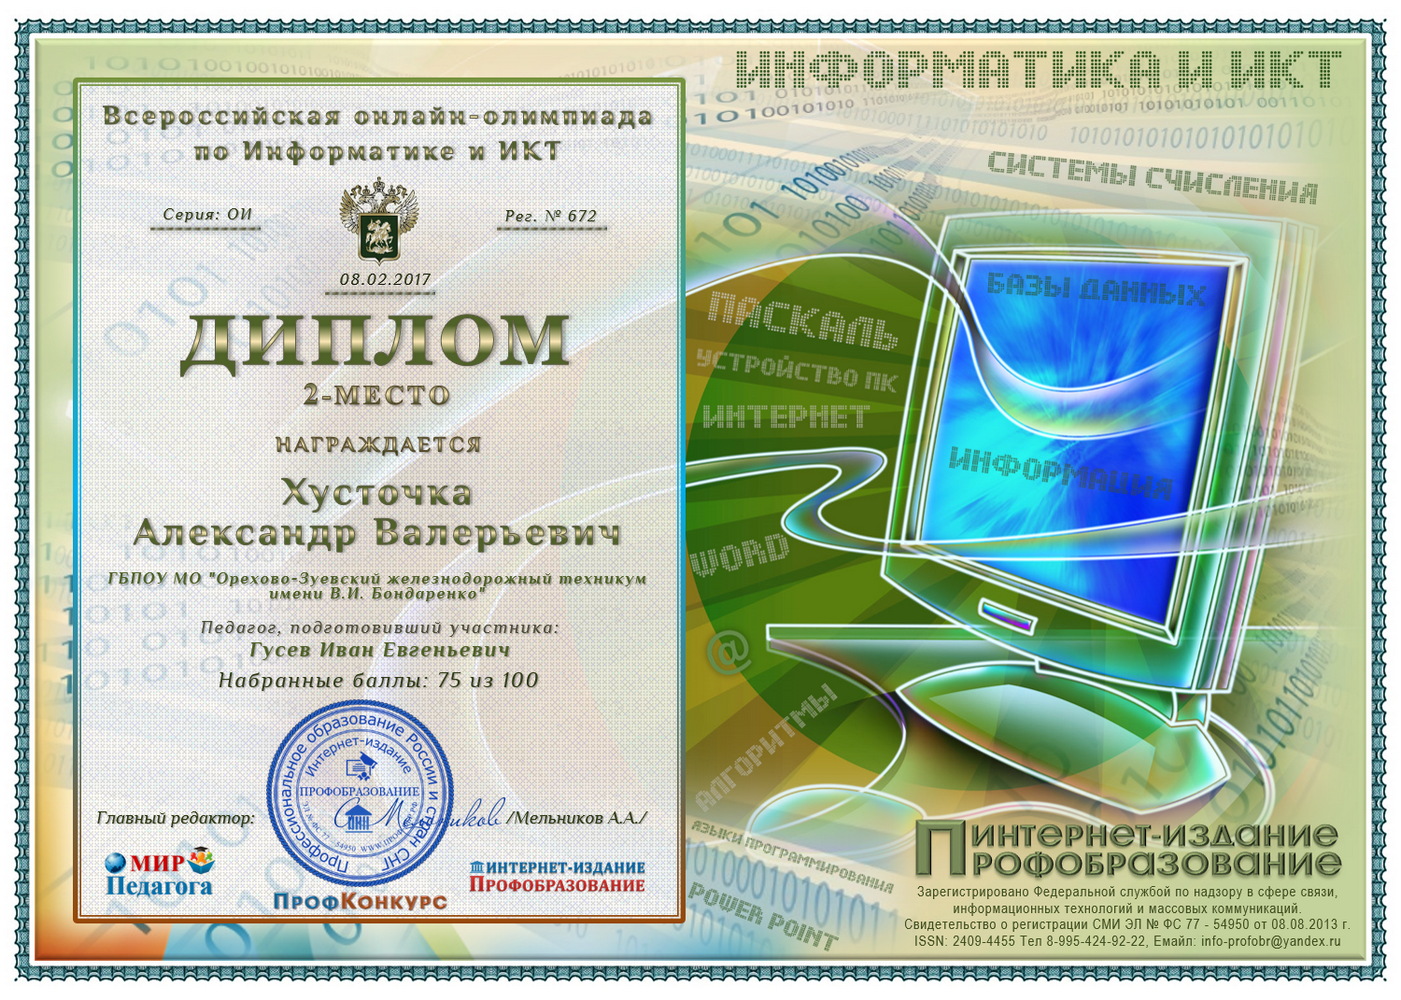 Всероссийская онлайн-олимпиада
по Информатике и ИКТ
Серия: ОИ
Рег. № 672
08.02.2017
ДИПЛОМ
2-МЕСТО
НАГРАЖДАЕТСЯ
Хусточка
Александр Валерьевич
ГБПОУ МО "Орехово-Зуевский железнодорожный техникум
имени В.И. Бондаренко"
Педагог, подготовивший участника:
Гусев Иван Евгеньевич
Набранные баллы: 75 из 100
Профессиональное образование России и стран СНГ
Интернет-издание
ПРОФОБРАЗОВАНИЕ
Главный редактор:
/Мельников А.А./
МИР
Педагога
ПрофКонкурс
ИНТЕРНЕТ-ИЗДАНИЕ
ПРОФОБРАЗОВАНИЕ
ИНФОРМАТИКА И ИКТ
СИСТЕМЫ СЧИСЛЕНИЯ
БАЗЫ ДАННЫХ
ПАСКАЛЬ
УСТРОЙСТВО ПК
ИНТЕРНЕТ
ИНФОРМАЦИЯ
WORD
@
АЛГОРИТМЫ
ЯЗЫКИ ПРОГРАММИРОВАНИЯ
POWER POINT
ИНТЕРНЕТ-ИЗДАНИЕ
ПРОФОБРАЗОВАНИЕ
Зарегистрировано Федеральной службой по надзору в сфере связи,
информационных технологий и массовых коммуникаций.
Свидетельство о регистрации СМИ ЭЛ № ФС 77 - 54950 от 08.08.2013 г.
ISSN: 2409-4455 Тел 8-995-424-92-22, Емайл: info-profobr@yandex.ru